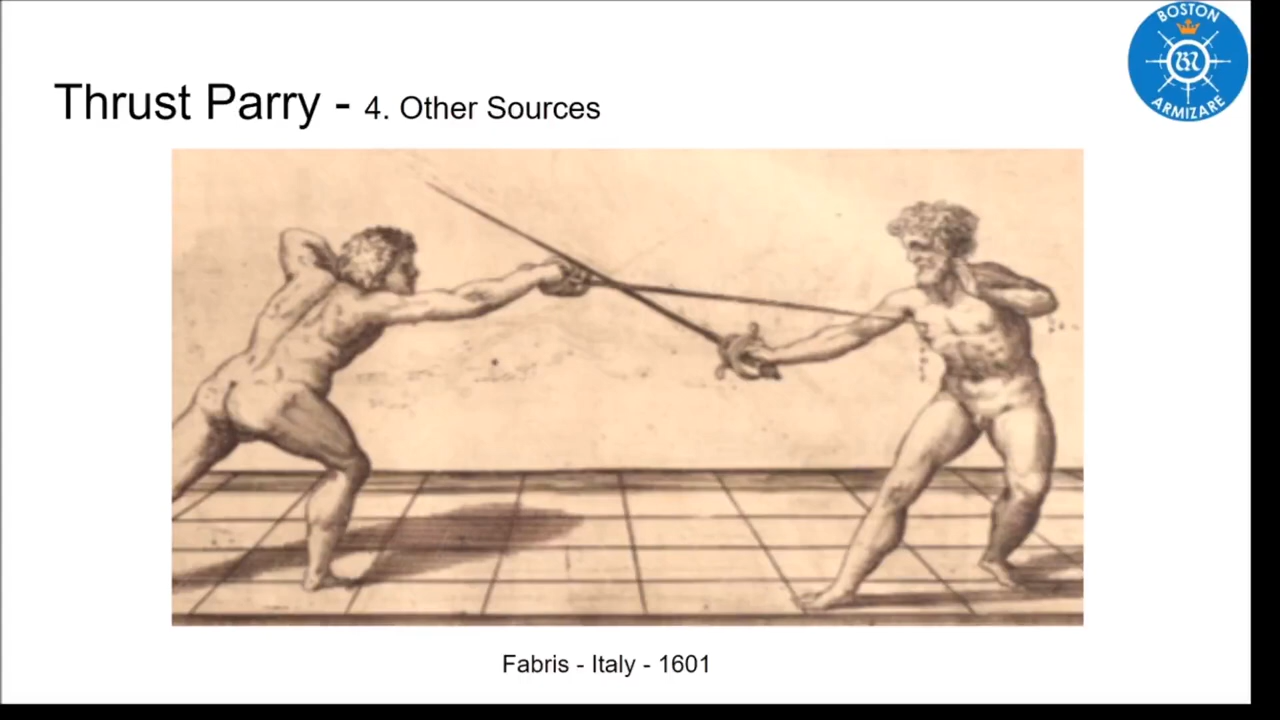 BOSTON
ARMIZARE
Thrust Parry - 4. Other Sources
Fabris - Italy - 1601